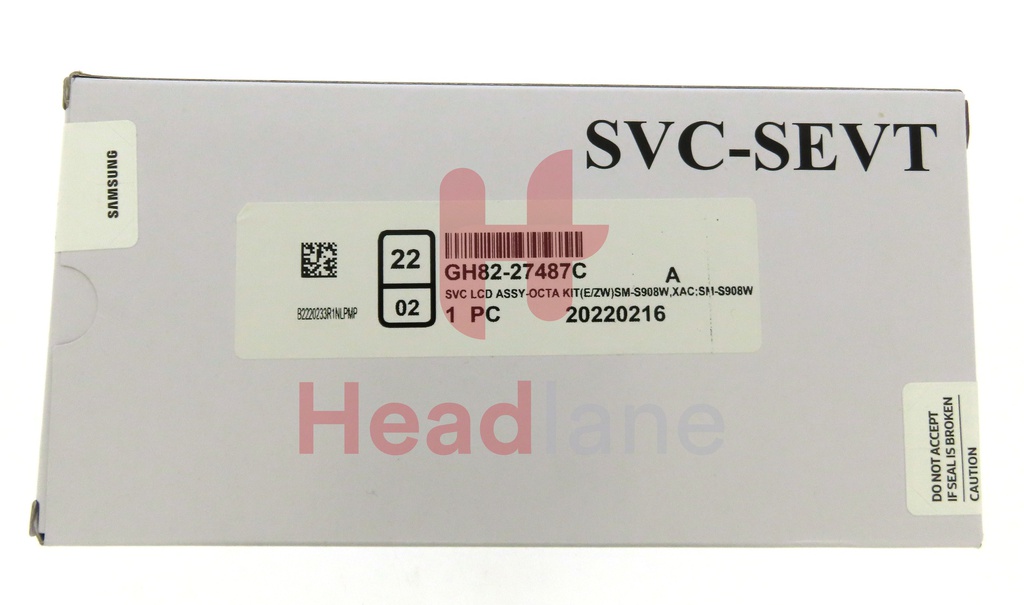 SVC-SEVT
SAMSUNG
22
02
GH82-27487C
A
SVC LCD ASSY-OCTA KIT(E/ZW)SM-S908W,XAC;SM-S908W
B2220233R1NLPMP
1 PC
20220216
Headlane
DO NOT ACCEPT
IF SEAL IS BROKEN
CAUTION